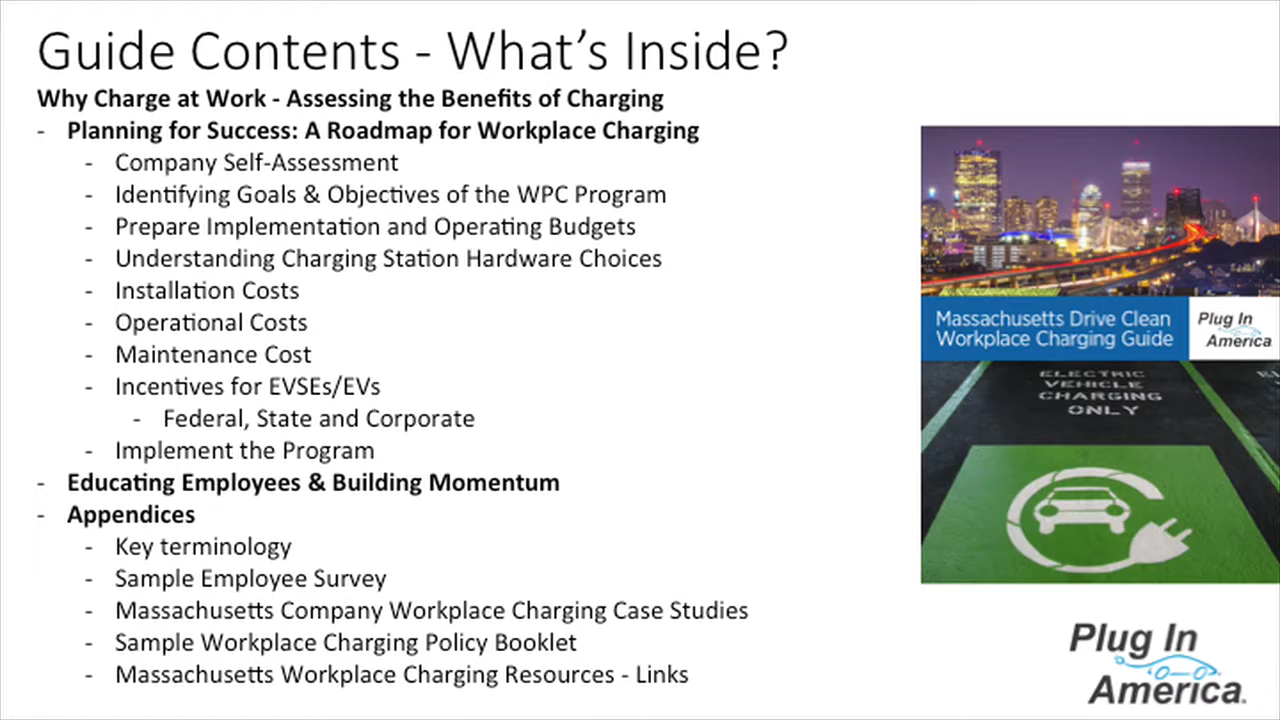 Guide Contents - What's Inside?
Why Charge at Work - Assessing the Benefits of Charging
- Planning for Success: A Roadmap for Workplace Charging
- Company Self-Assessment
- Identifying Goals & Objectives of the WPC Program
- Prepare Implementation and Operating Budgets
- Understanding Charging Station Hardware Choices
- Installation Costs
- Operational Costs
- Maintenance Cost
- Incentives for EVSEs/EVs
- Federal, State and Corporate
- Implement the Program
- Educating Employees & Building Momentum
- Appendices
- Key terminology
- Sample Employee Survey
- Massachusetts Company Workplace Charging Case Studies
- Sample Workplace Charging Policy Booklet
- Massachusetts Workplace Charging Resources - Links
Massachusetts Drive Clean
Workplace Charging Guide
Plug In
America
ELECTRIC
VEHICLE
CHARGING
ONLY
Plug In
America.